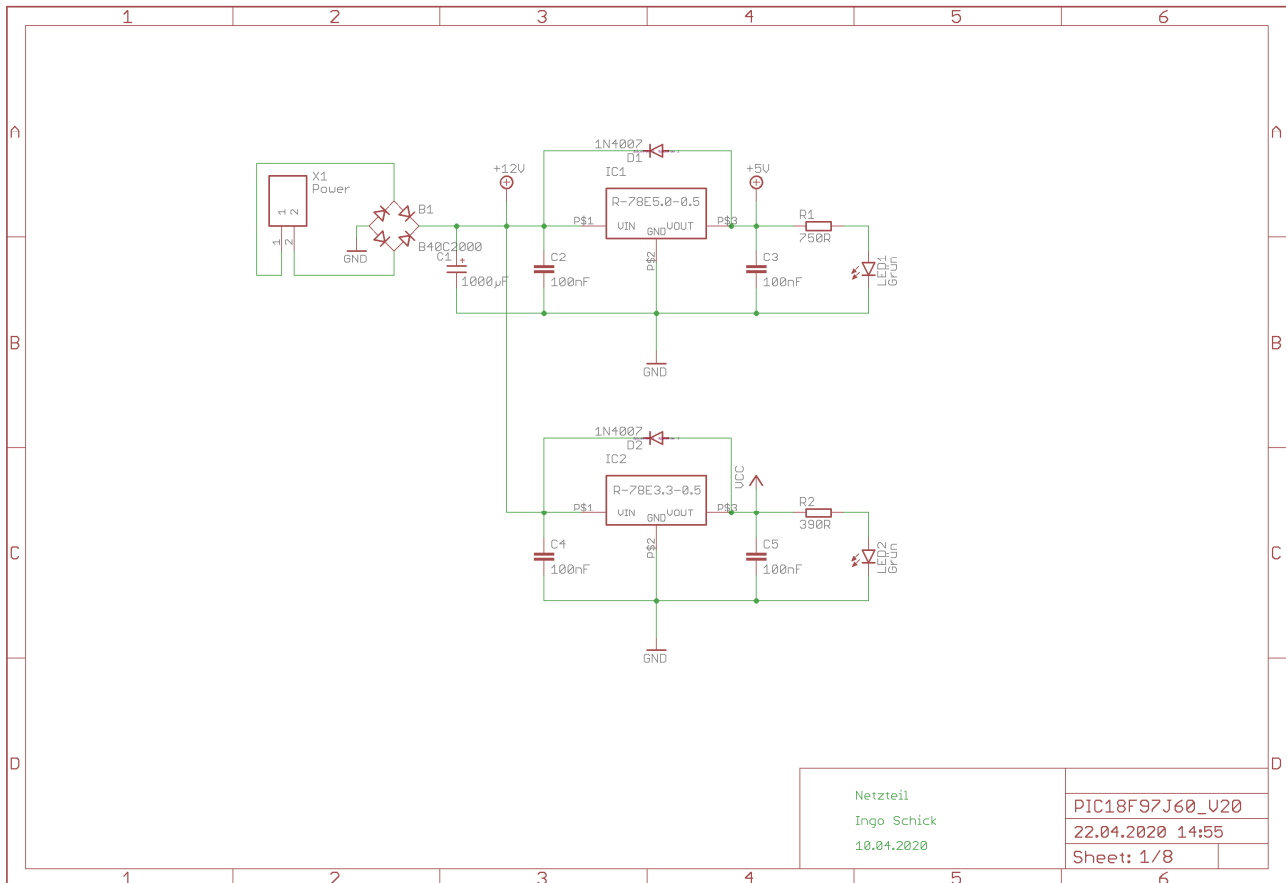 1 2 3 4 5 6
A A
B B
C C
D D
X1
Power
1 2
1
2
B1
B40C2000
GND
C1
+
1000µF
+12V
1N4007
D1
IC1
R-78E5.0-0.5
P$1
VIN
GND
VOUT
P$3
P$2
C2
100nF
+5V
C3
100nF
R1
750R
LED1
Grün
GND
1N4007
D2
IC2
R-78E3.3-0.5
P$1
VIN
GND
VOUT
P$3
P$2
C4
100nF
VCC
C5
100nF
R2
390R
LED2
Grün
GND
Netzteil
Ingo Schick
10.04.2020
PIC18F97J60_V20
22.04.2020 14:55
Sheet: 1/8
1 2 3 4 5 6